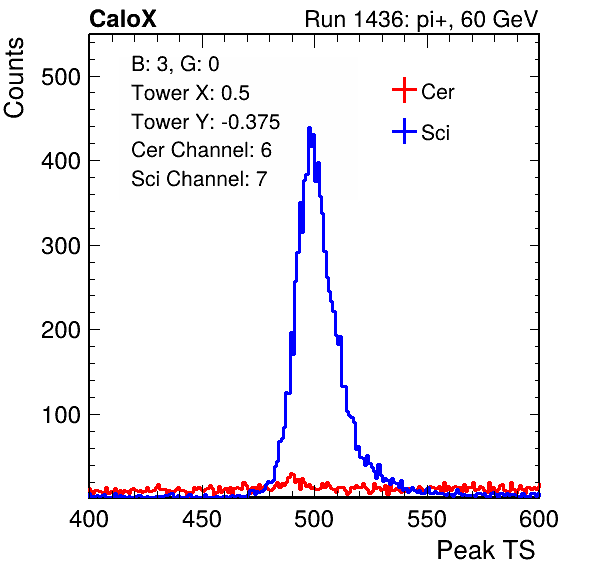 CaloX Run 1436: pi+, 60 GeV
Counts
B: 3, G: 0
Tower X: 0.5
Tower Y: -0.375
Cer Channel: 6
Sci Channel: 7
Cer
Sci
500
400
300
200
100
400 450 500 550 600
Peak TS